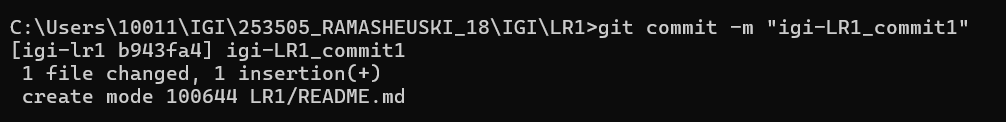 C:\Users\10011\IGI\253505_RAMASHEUSKI_18\IGI\LR1>git commit -m "igi-LR1_commit1"
[igi-lr1 b943fa4] igi-LR1_commit1
 1 file changed, 1 insertion(+)
 create mode 100644 LR1/README.md